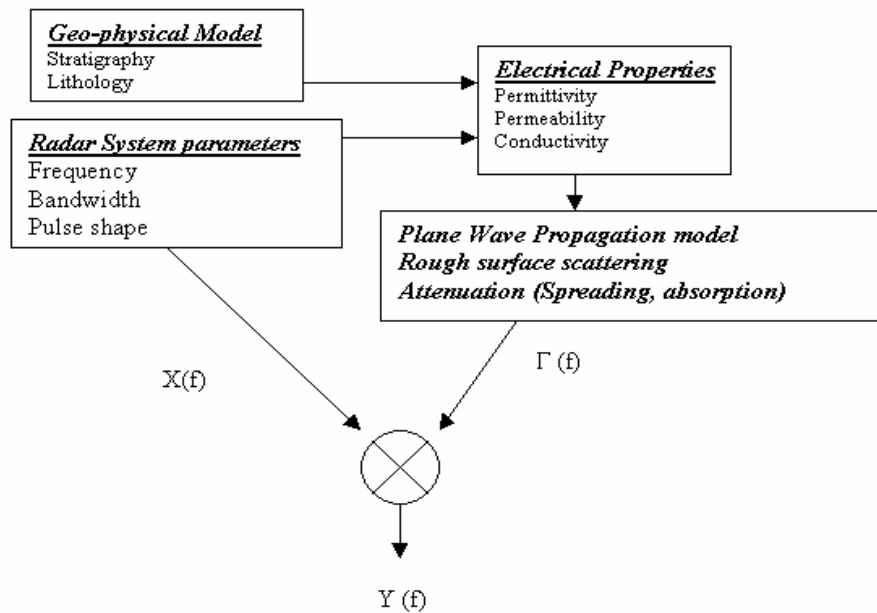 Geo-physical Model
Stratigraphy
Lithology
Electrical Properties
Permittivity
Permeability
Conductivity
Radar System parameters
Frequency
Bandwidth
Pulse shape
Plane Wave Propagation model
Rough surface scattering
Attenuation (Spreading, absorption)
X(f)
Γ (f)
Y (f)